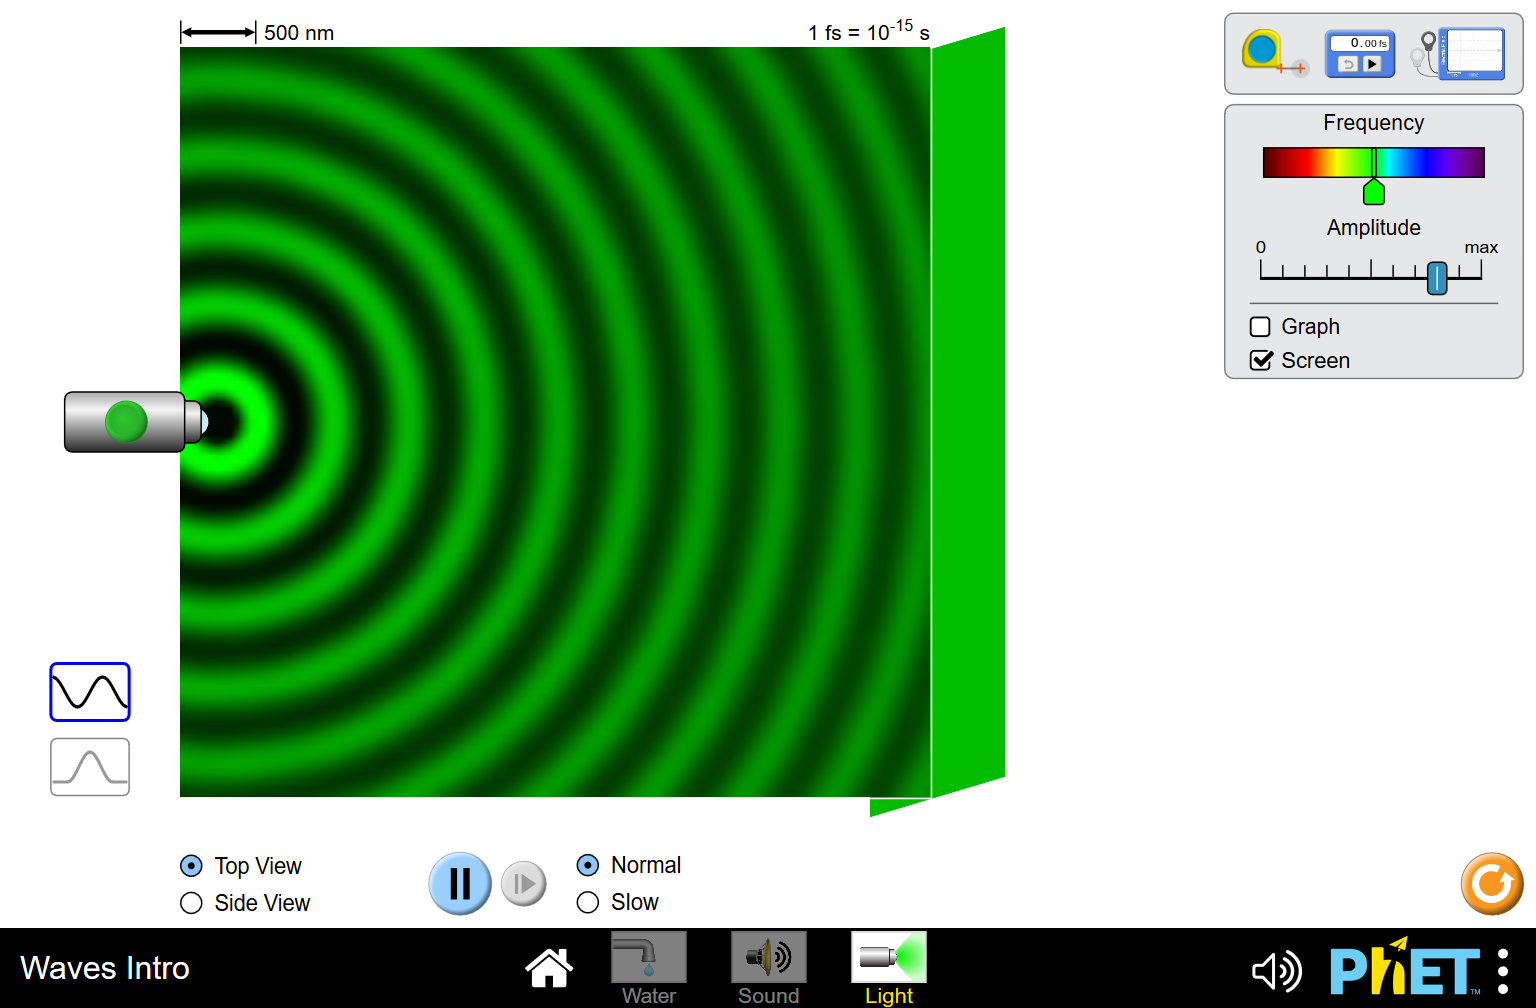 500 nm
1 fs = 10⁻¹⁵ s
0.00 fs
Frequency
Amplitude
0
max
Graph
Screen
Top View
Side View
Normal
Slow
Waves Intro
Water
Sound
Light
PhET™